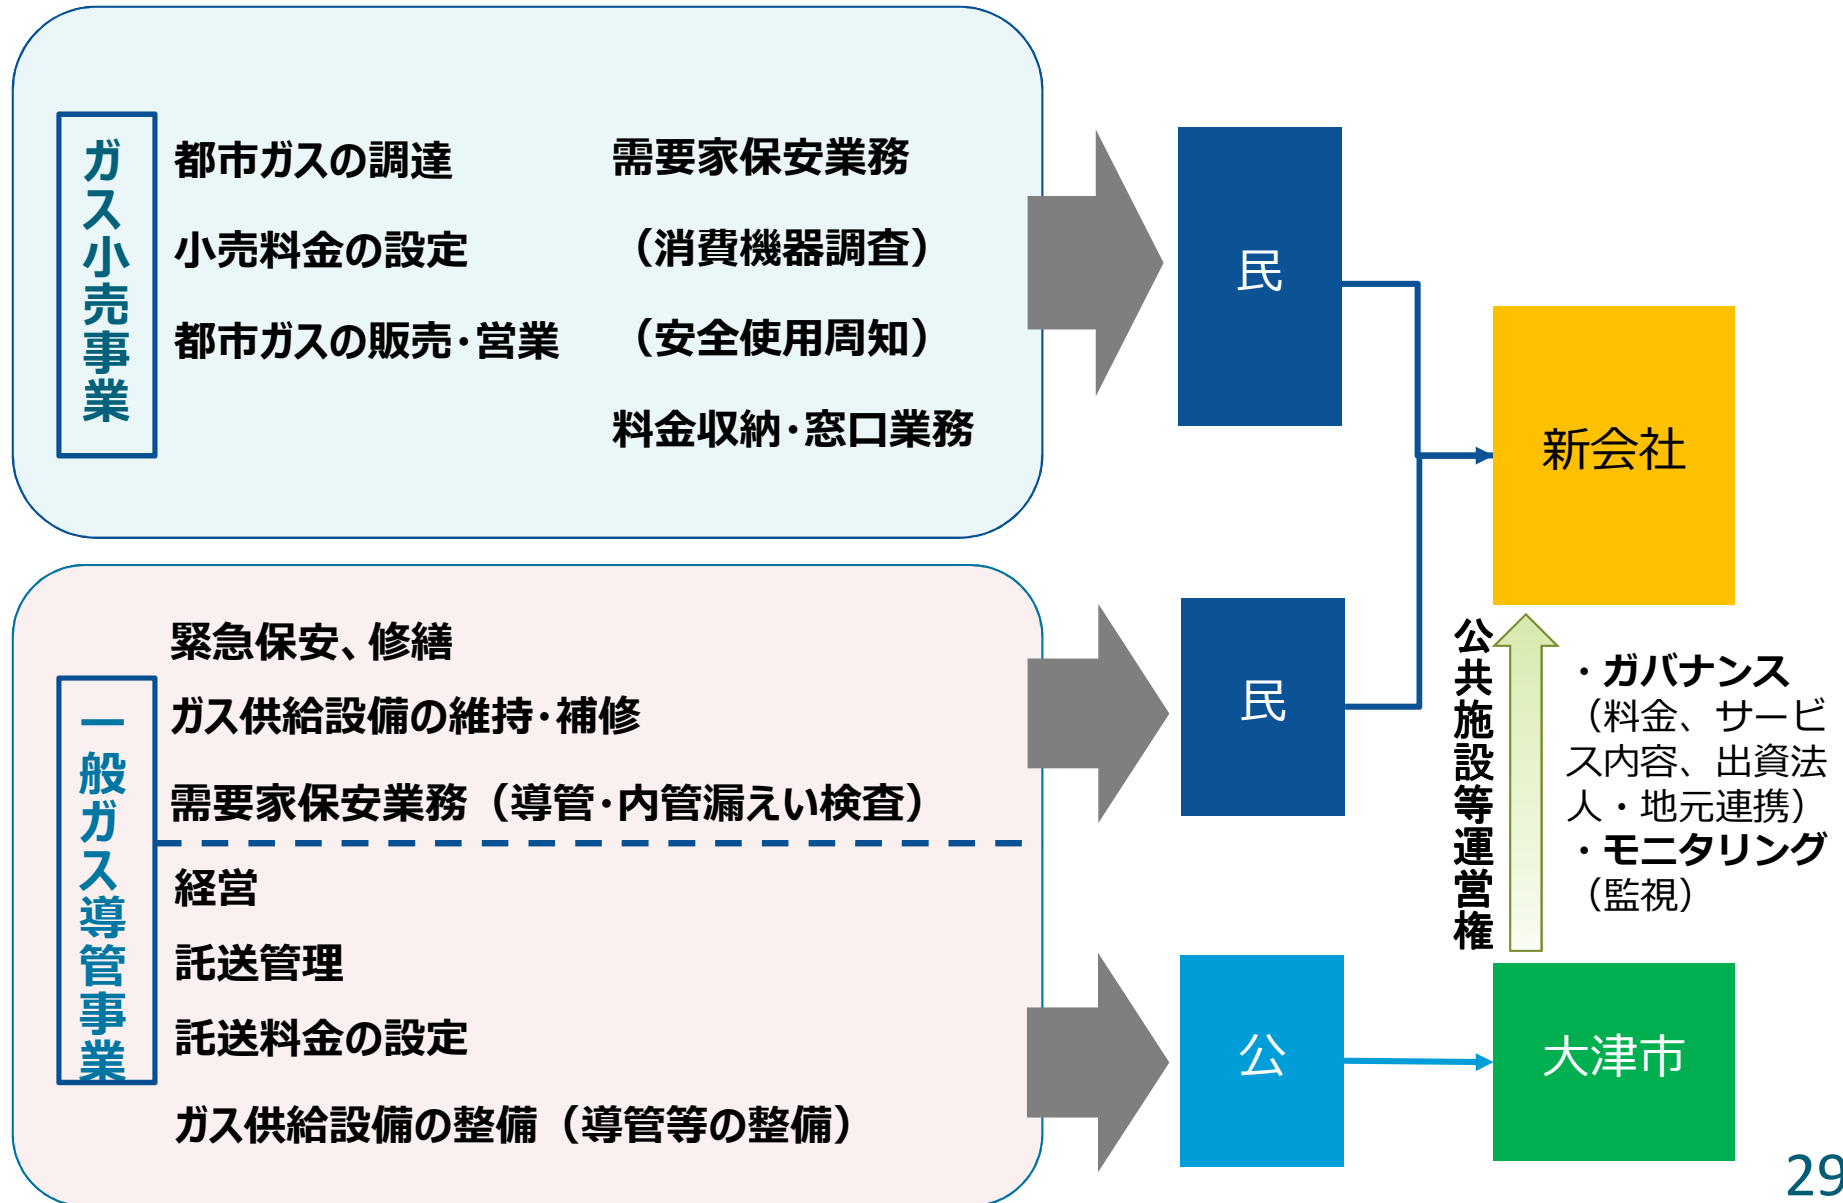 ガス小売事業
都市ガスの調達
小売料金の設定
都市ガスの販売・営業
需要家保安業務
（消費機器調査）
（安全使用周知）
料金収納・窓口業務
民
新会社
一般ガス導管事業
緊急保安、修繕
ガス供給設備の維持・補修
需要家保安業務（導管・内管漏えい検査）
経営
託送管理
託送料金の設定
ガス供給設備の整備（導管等の整備）
民
公
公共施設等運営権
・ガバナンス
（料金、サービ
ス内容、出資法
人・地元連携）
・モニタリング
（監視）
大津市
29